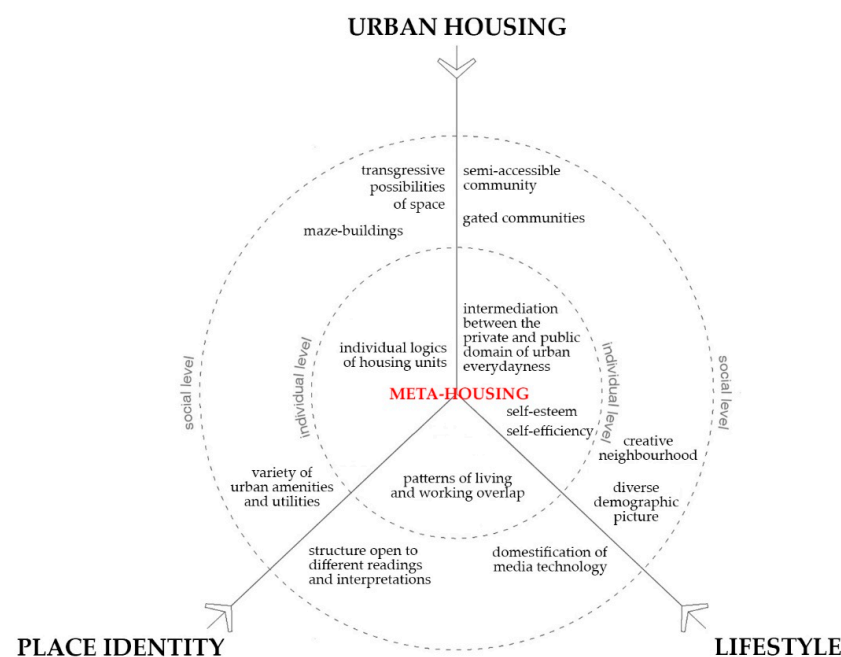 URBAN HOUSING
transgressive
possibilities
of space
maze-buildings
semi-accessible
community
gated communities
intermediation
between the
private and public
domain of urban
everydayness
individual logics
of housing units
social level
individual level
individual level
social level
META-HOUSING
self-esteem
self-efficiency
creative
neighbourhood
diverse
demographic
picture
variety of
urban amenities
and utilities
patterns of living
and working overlap
structure open to
different readings
and interpretations
domestification of
media technology
PLACE IDENTITY
LIFESTYLE